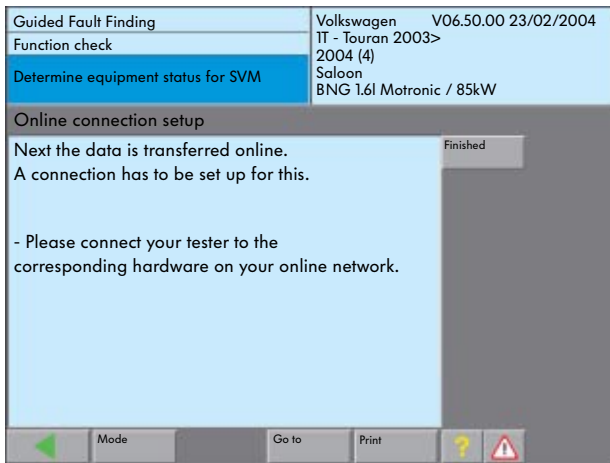 Guided Fault Finding
Function check
Determine equipment status for SVM
Volkswagen V06.50.00 23/02/2004
1T - Touran 2003>
2004 (4)
Saloon
BNG 1.6l Motronic / 85kW
Online connection setup
Next the data is transferred online.
A connection has to be set up for this.
- Please connect your tester to the
corresponding hardware on your online network.
Finished
Mode
Go to
Print
?